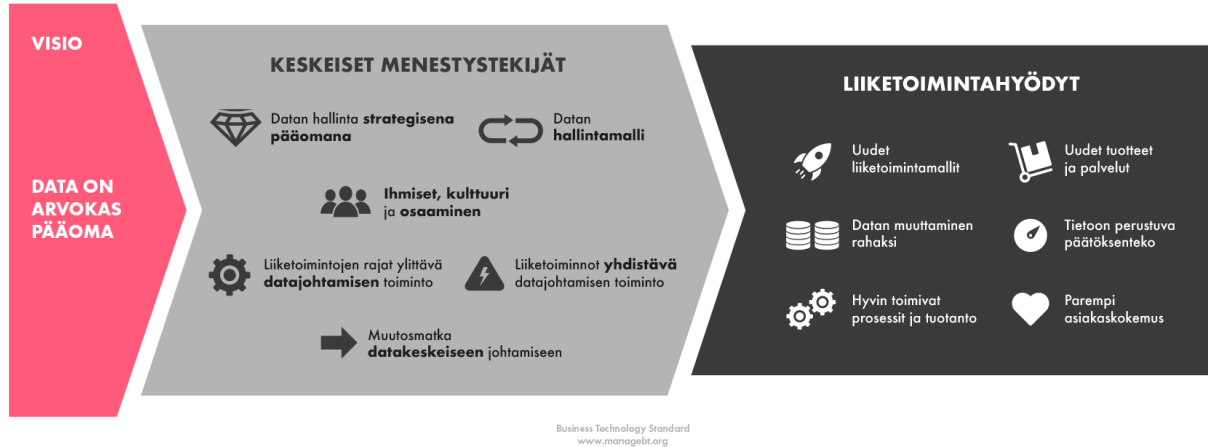 VISIO
DATA ON
ARVOKAS
PÄÄOMA
KESKEISET MENESTYSTEKIJÄT
Datan hallinta strategisena
pääomana
Datan
hallintamalli
Ihmiset, kulttuuri
ja osaaminen
Liiketoimintojen rajat ylittävä
datajohtamisen toiminto
Liiketoiminnot yhdistävä
datajohtamisen toiminto
Muutosmatka
datakeskeiseen johtamiseen
LIIKETOIMINTAHYÖDYT
Uudet
liiketoimintamallit
Uudet tuotteet
ja palvelut
Datan muuttaminen
rahaksi
Tietoon perustuva
päätöksenteko
Hyvin toimivat
prosessit ja tuotanto
Parempi
asiakaskokemus
Business Technology Standard
www.managebt.org